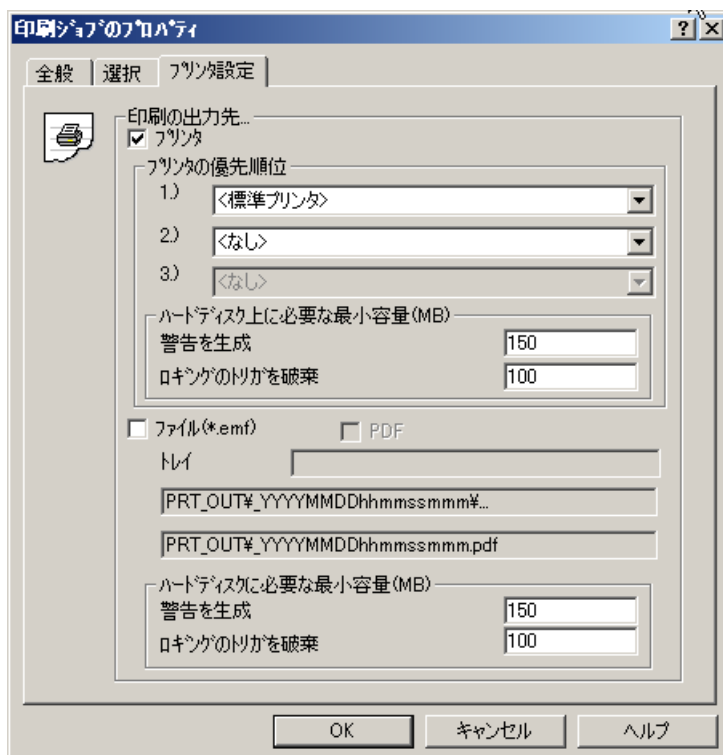 印刷ｼﾞｮﾌﾞのﾌﾟﾛﾊﾟﾃｨ
全般 選択 ﾌﾟﾘﾝﾀ設定
印刷の出力先...
ﾌﾟﾘﾝﾀ
ﾌﾟﾘﾝﾀの優先順位
1.) <標準プリンタ>
2.) <なし>
3.) <なし>
ﾊｰﾄﾞﾃﾞｨｽｸ上に必要な最小容量(MB)
警告を生成 150
ﾛｷﾝｸﾞのﾄﾘｶﾞを破棄 100
ﾌｧｲﾙ(*.emf) PDF
ﾄﾚｲ
PRT_OUT¥_YYYYMMDDhhmmssmmm¥...
PRT_OUT¥_YYYYMMDDhhmmssmmm.pdf
ﾊｰﾄﾞﾃﾞｨｽｸに必要な最小容量(MB)
警告を生成 150
ﾛｷﾝｸﾞのﾄﾘｶﾞを破棄 100
OK キャンセル ヘルプ